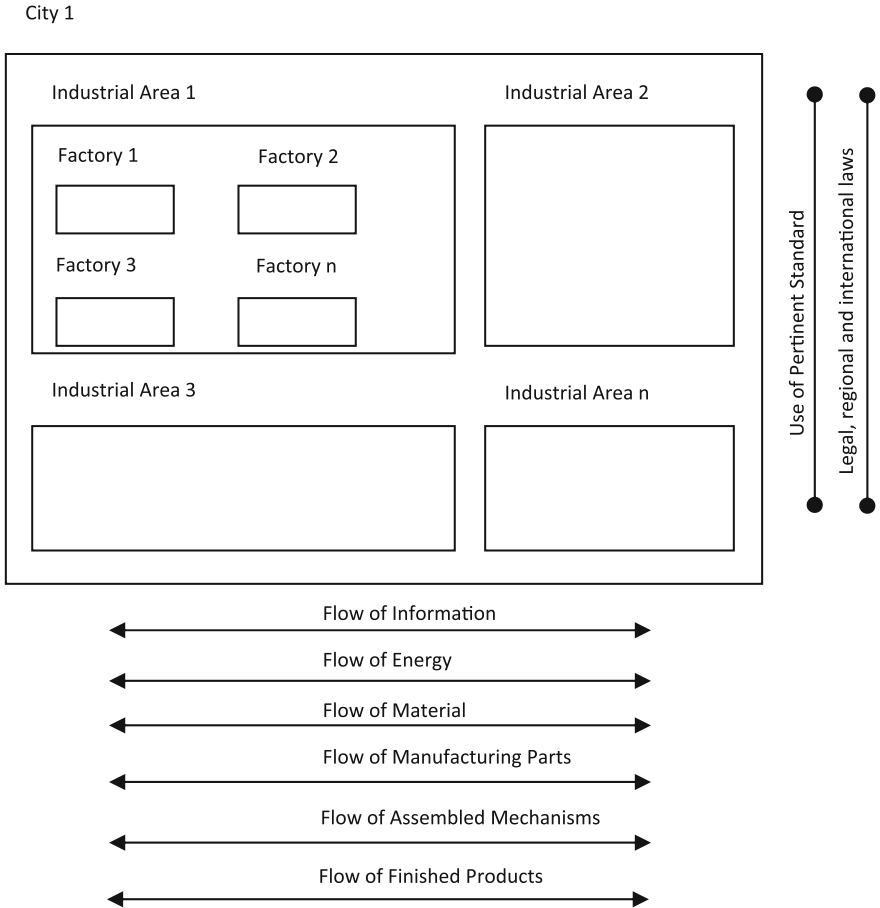 City 1
Industrial Area 1
Industrial Area 2
Factory 1
Factory 2
Factory 3
Factory n
Industrial Area 3
Industrial Area n
Use of Pertinent Standard
Legal, regional and international laws
Flow of Information
Flow of Energy
Flow of Material
Flow of Manufacturing Parts
Flow of Assembled Mechanisms
Flow of Finished Products